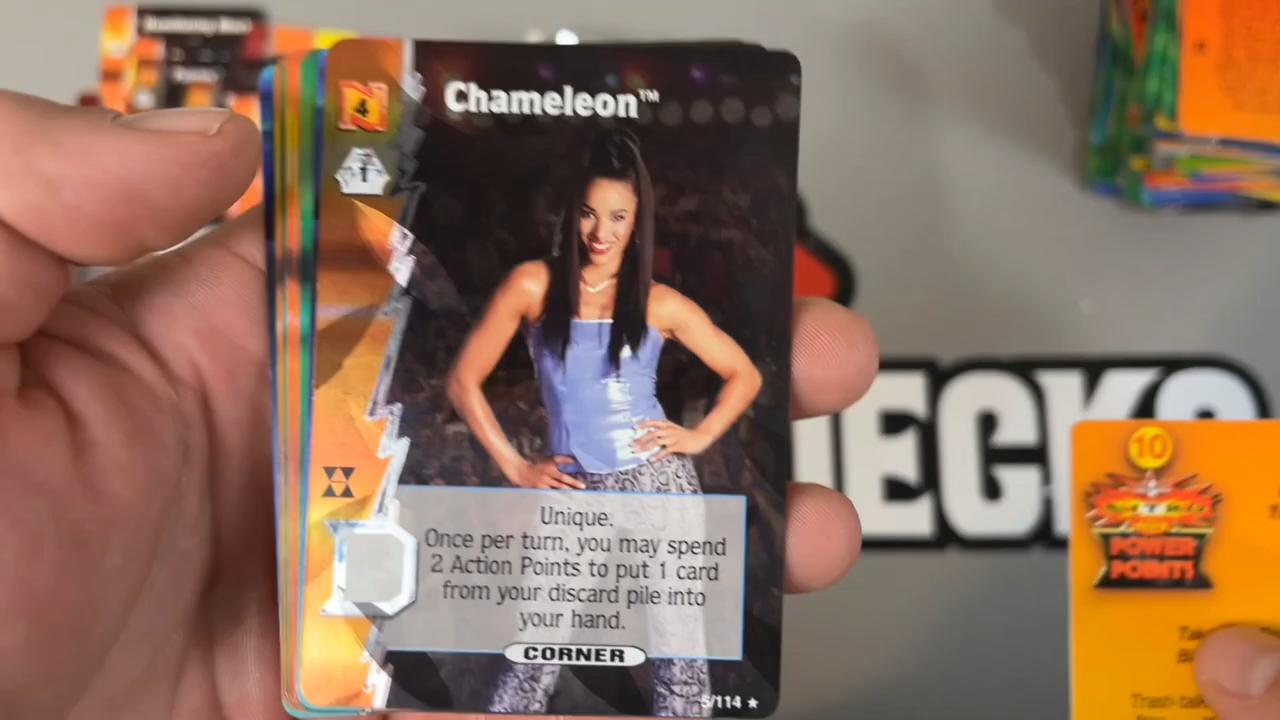 Chameleon™
4
1
Unique.
Once per turn, you may spend
2 Action Points to put 1 card
from your discard pile into
your hand.
CORNER
5/114 ★
10
POWER
POINTS